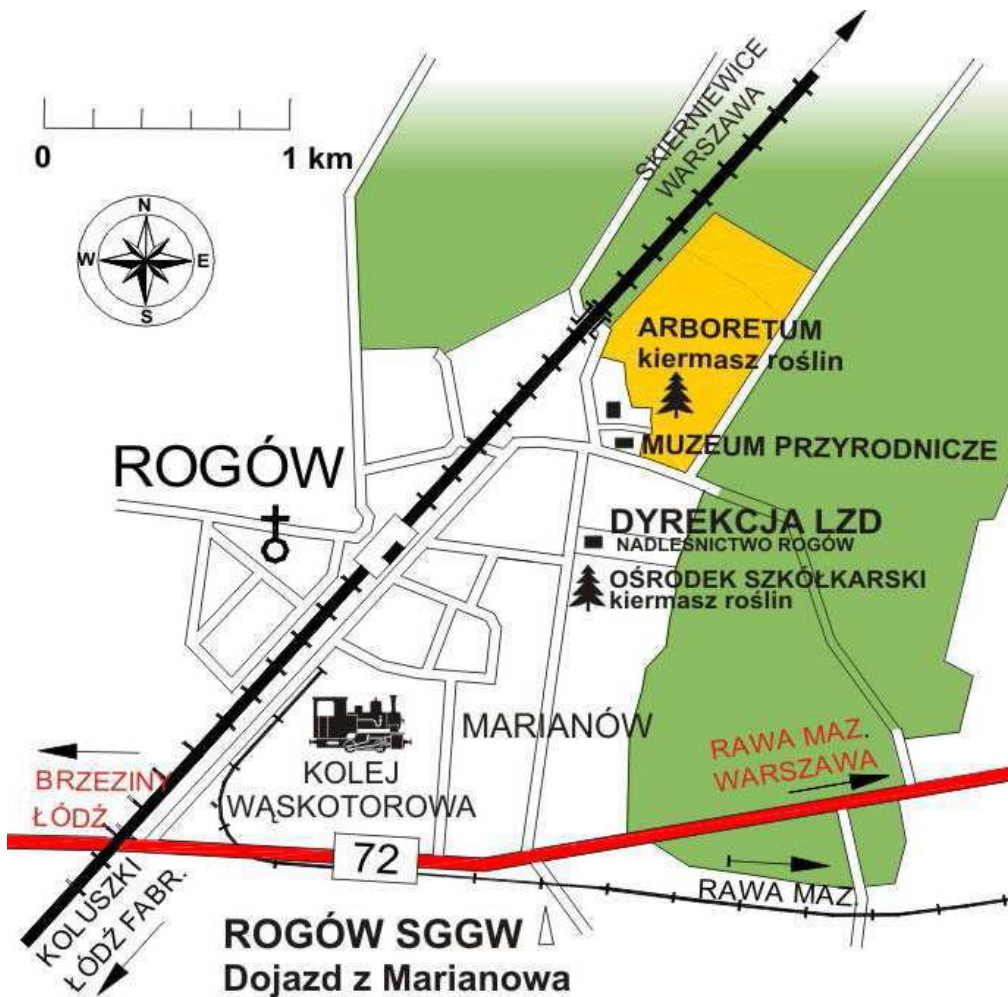 SKIERNIEWICE
WARSZAWA
0 1 km
N
W E
S
ARBORETUM
kiermasz roślin
MUZEUM PRZYRODNICZE
ROGÓW
DYREKCJA LZD
NADLEŚNICTWO ROGÓW
OŚRODEK SZKÓŁKARSKI
kiermasz roślin
MARIANÓW
KOLEJ
WĄSKOTOROWA
RAWA MAZ.
WARSZAWA
BRZEZINY
ŁÓDŹ
72
KOLUSZKI
ŁÓDŹ FABR.
RAWA MAZ
ROGÓW SGGW
Dojazd z Marianowa